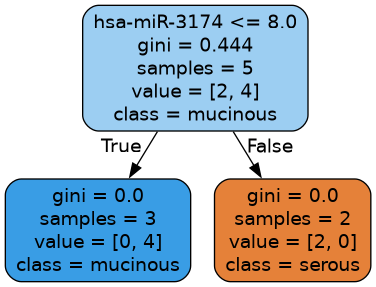 hsa-miR-3174 <= 8.0
gini = 0.444
samples = 5
value = [2, 4]
class = mucinous
True
False
gini = 0.0
samples = 3
value = [0, 4]
class = mucinous
gini = 0.0
samples = 2
value = [2, 0]
class = serous